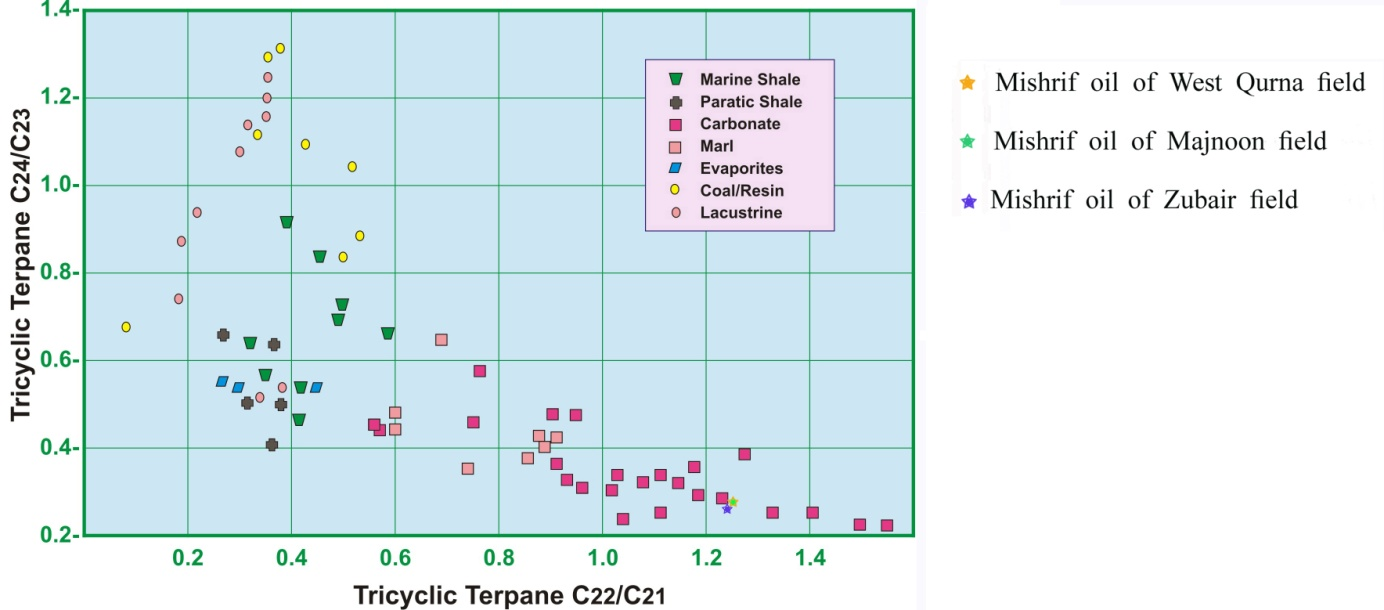 1.4-
1.2-
1.0-
0.8-
0.6-
0.4-
0.2-
Tricyclic Terpane C24/C23
0.2
0.4
0.6
0.8
1.0
1.2
1.4
Tricyclic Terpane C22/C21
Marine Shale
Paratic Shale
Carbonate
Marl
Evaporites
Coal/Resin
Lacustrine
Mishrif oil of West Qurna field
Mishrif oil of Majnoon field
Mishrif oil of Zubair field